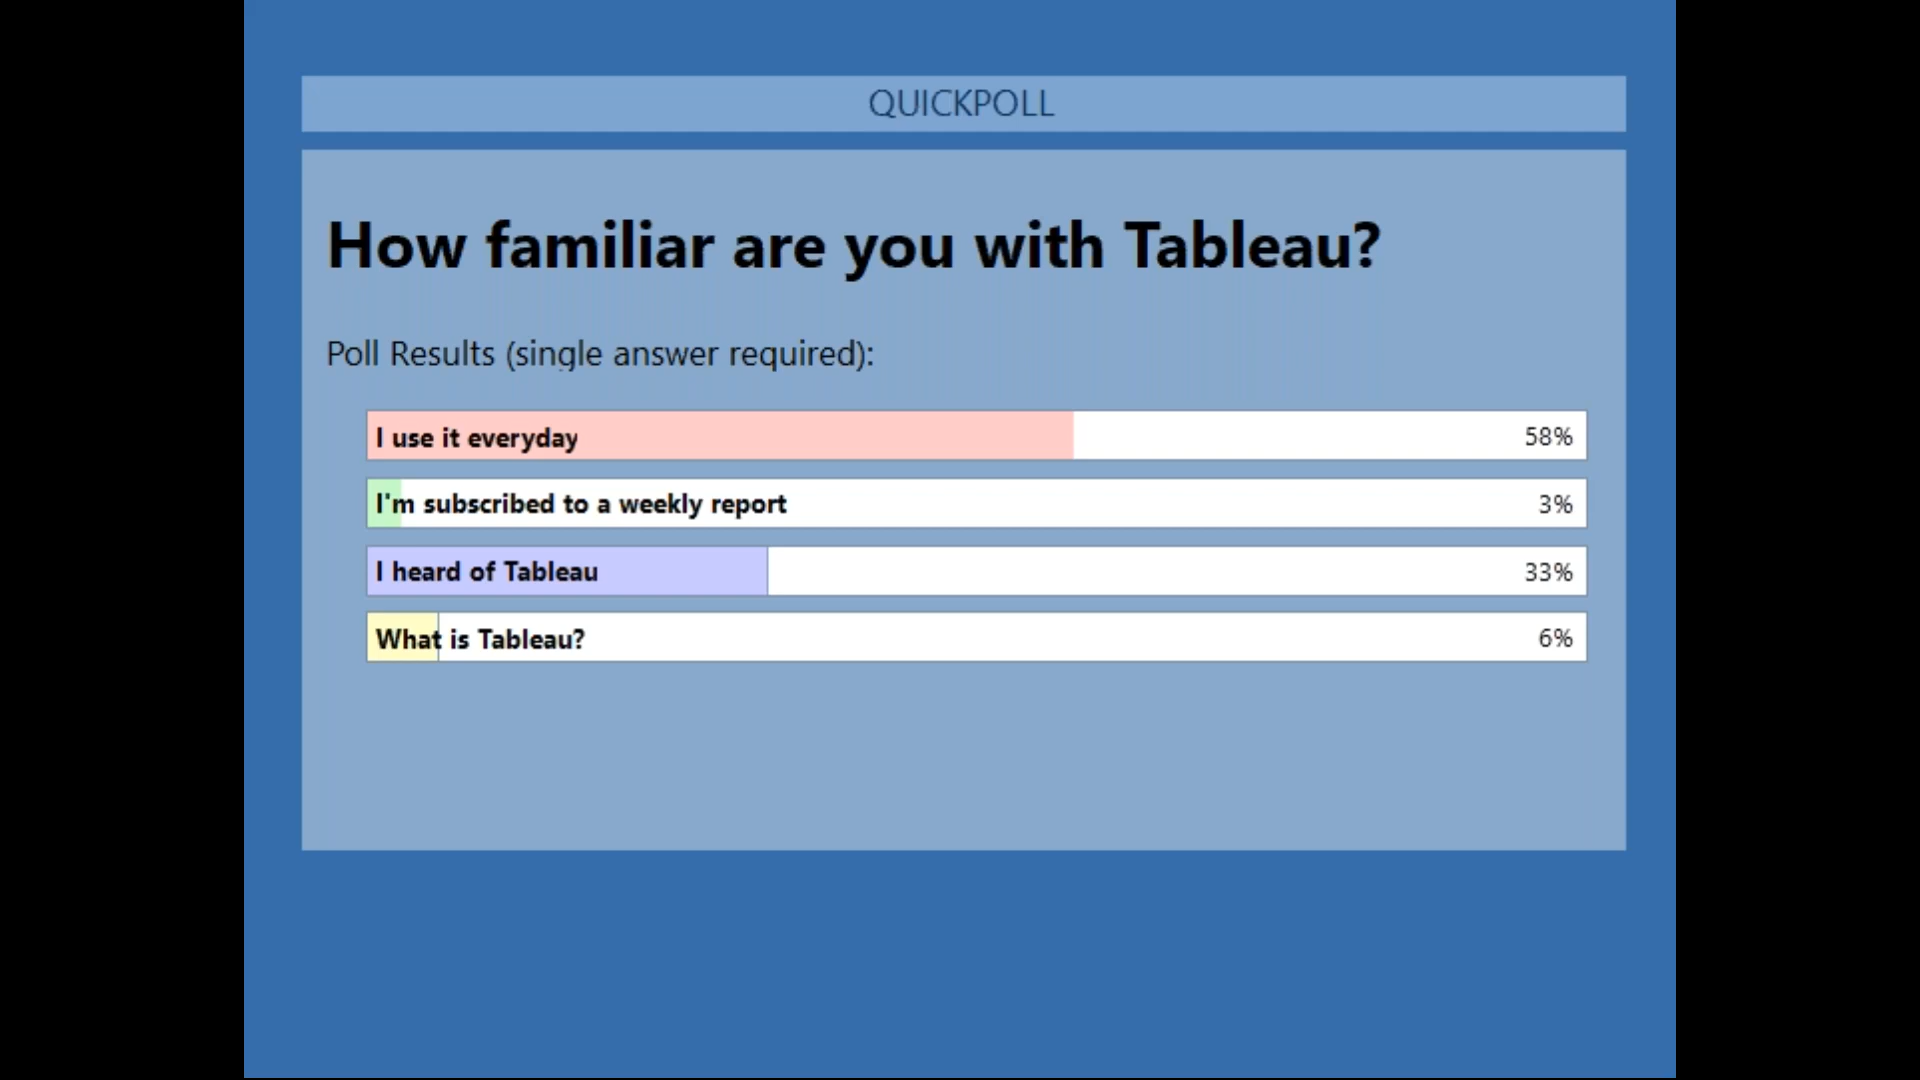 QUICKPOLL
How familiar are you with Tableau?
Poll Results (single answer required):
I use it everyday 58%
I'm subscribed to a weekly report 3%
I heard of Tableau 33%
What is Tableau? 6%